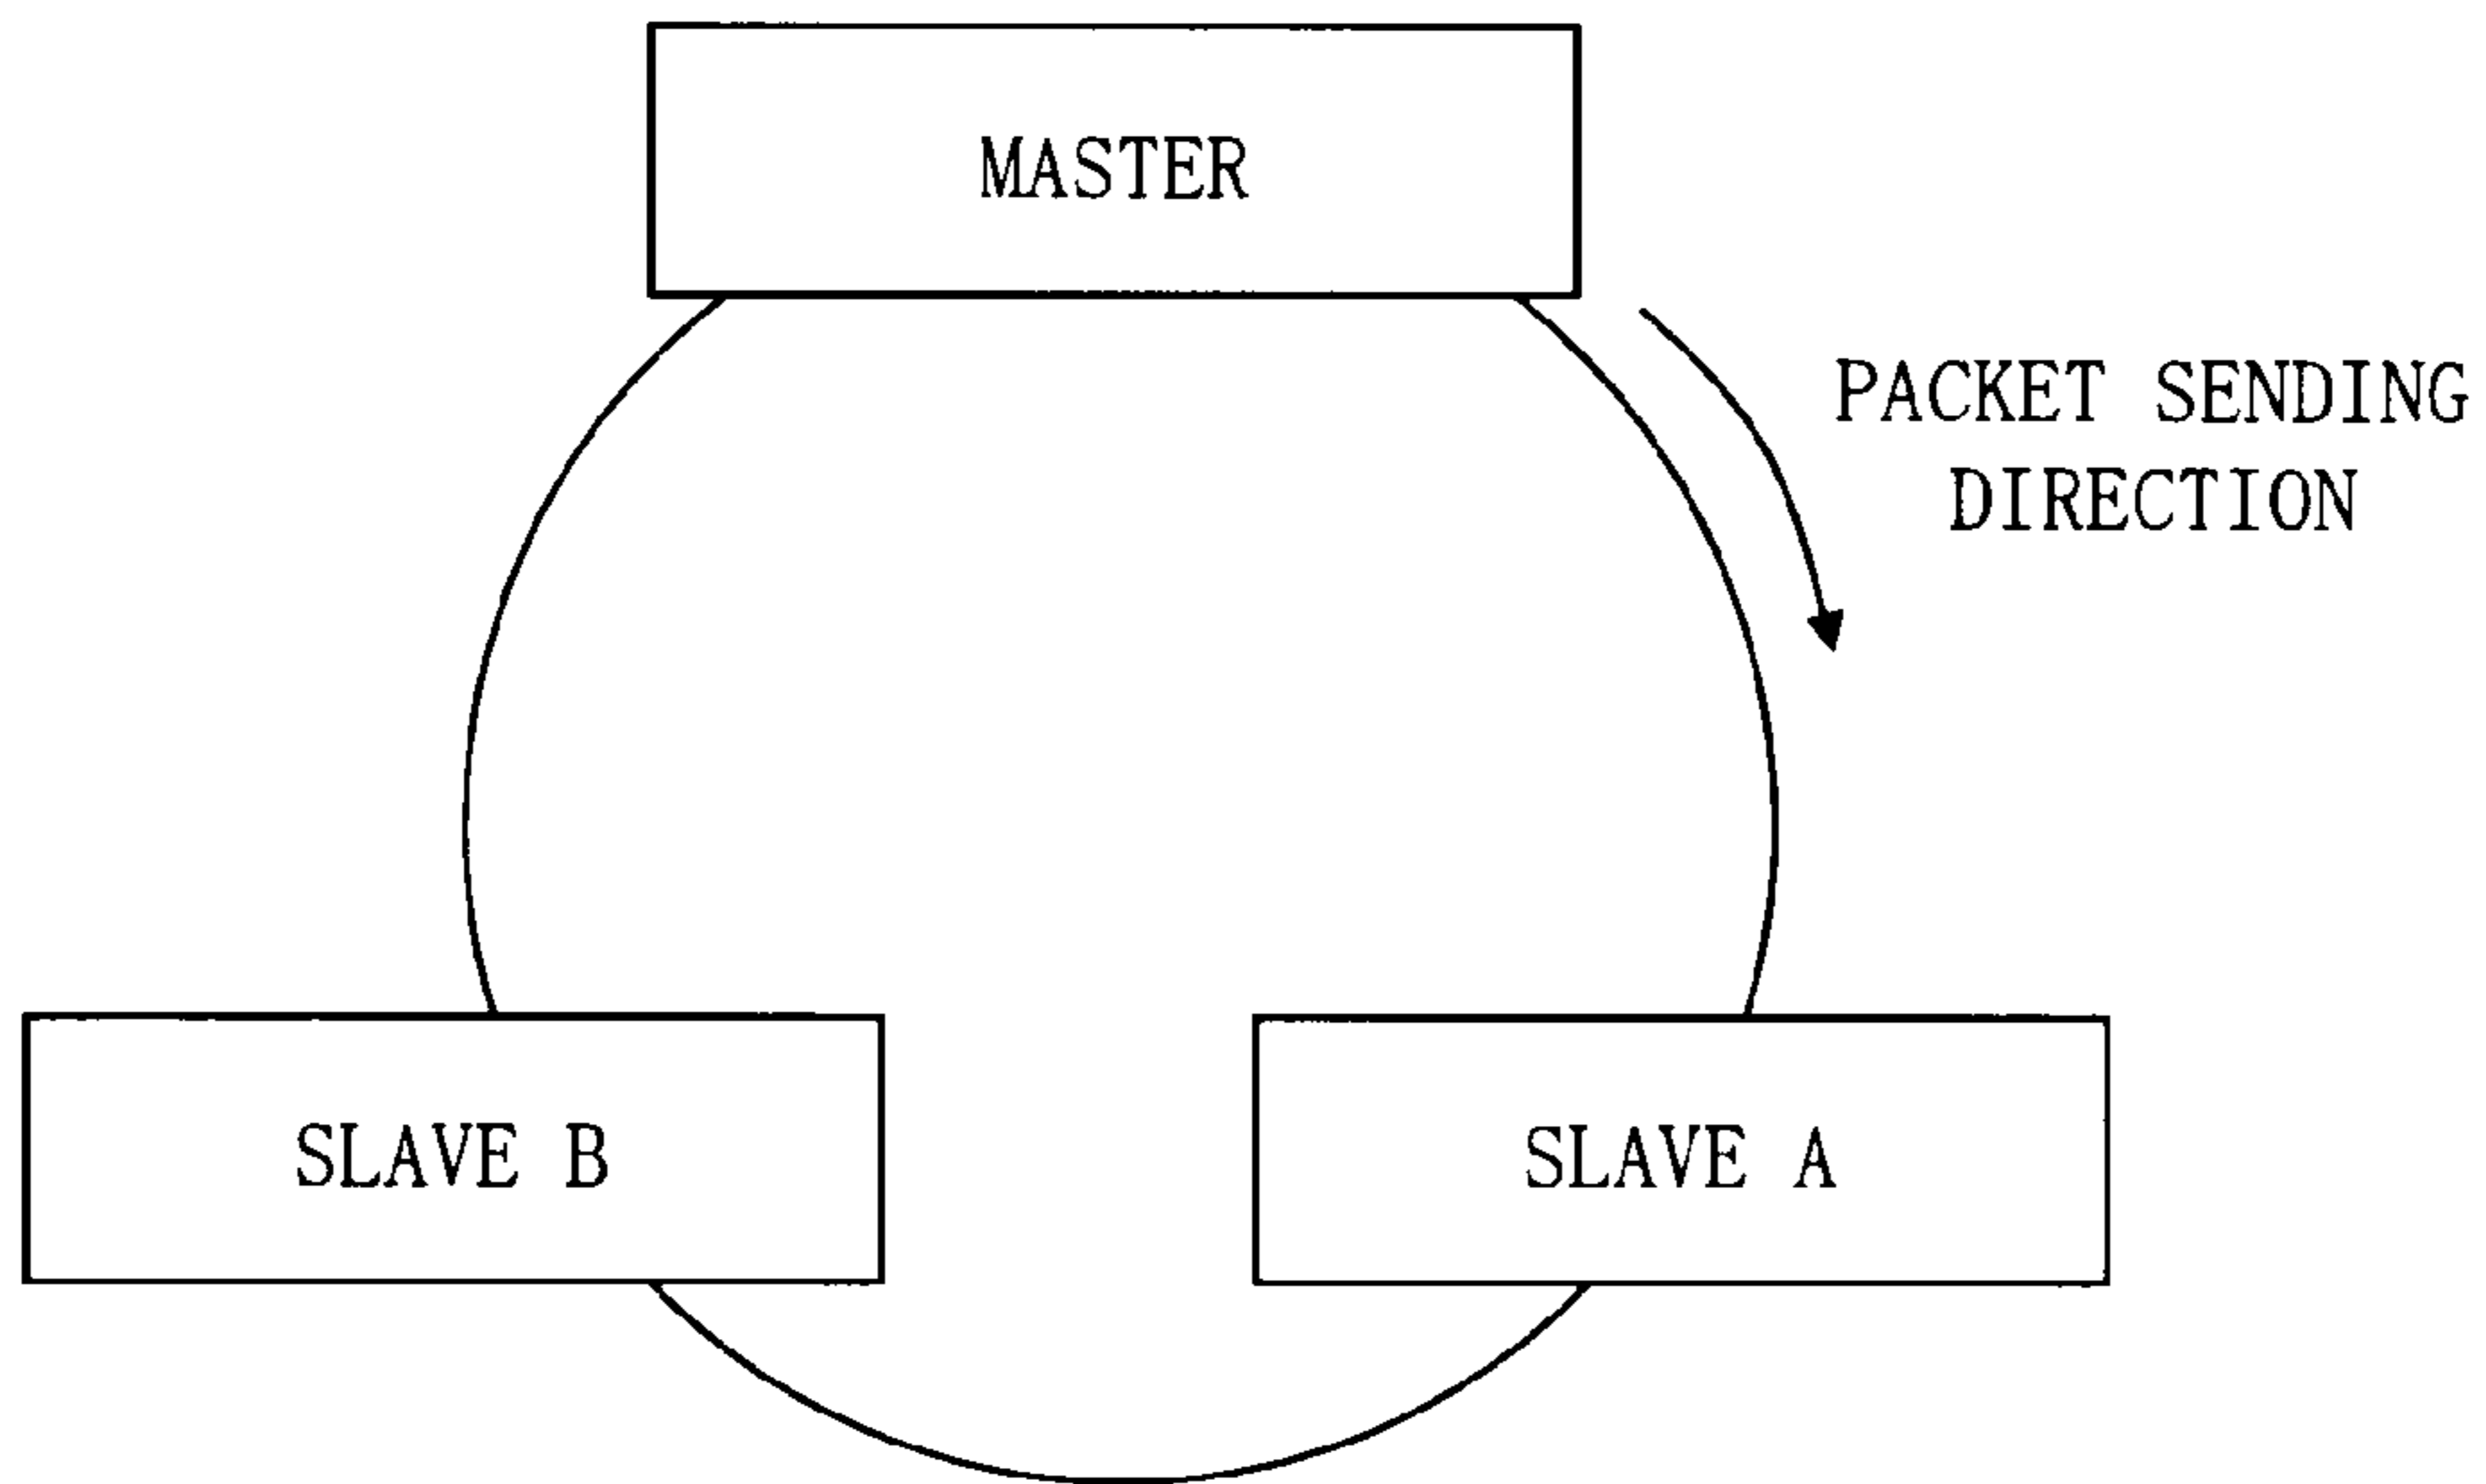 MASTER
PACKET SENDING
DIRECTION
SLAVE B
SLAVE A